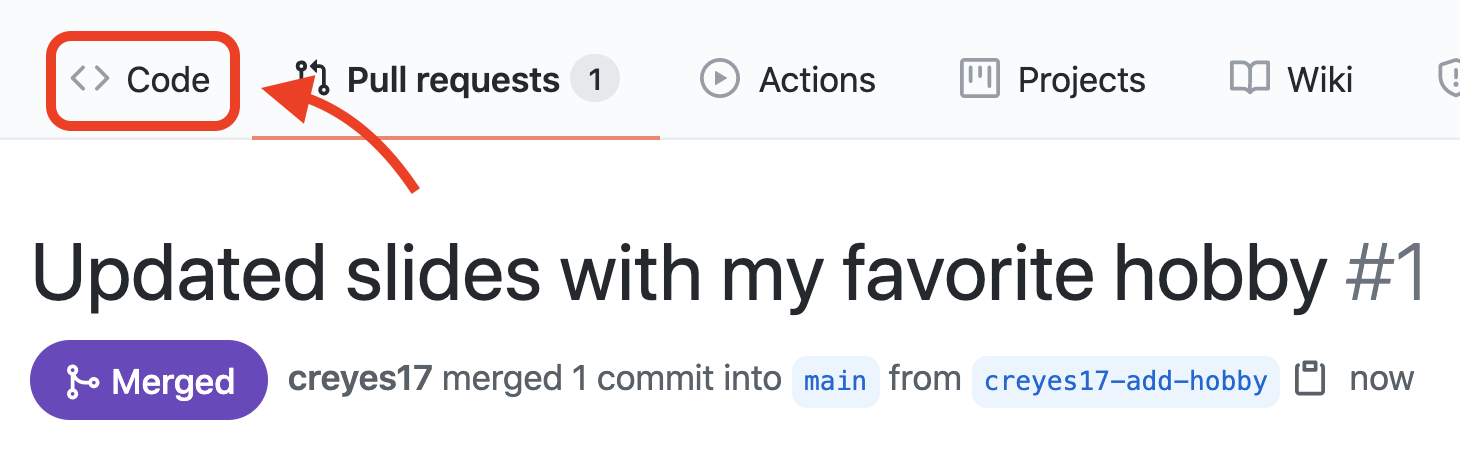 Code Pull requests 1 Actions Projects Wiki
Updated slides with my favorite hobby #1
Merged creyes17 merged 1 commit into main from creyes17-add-hobby now